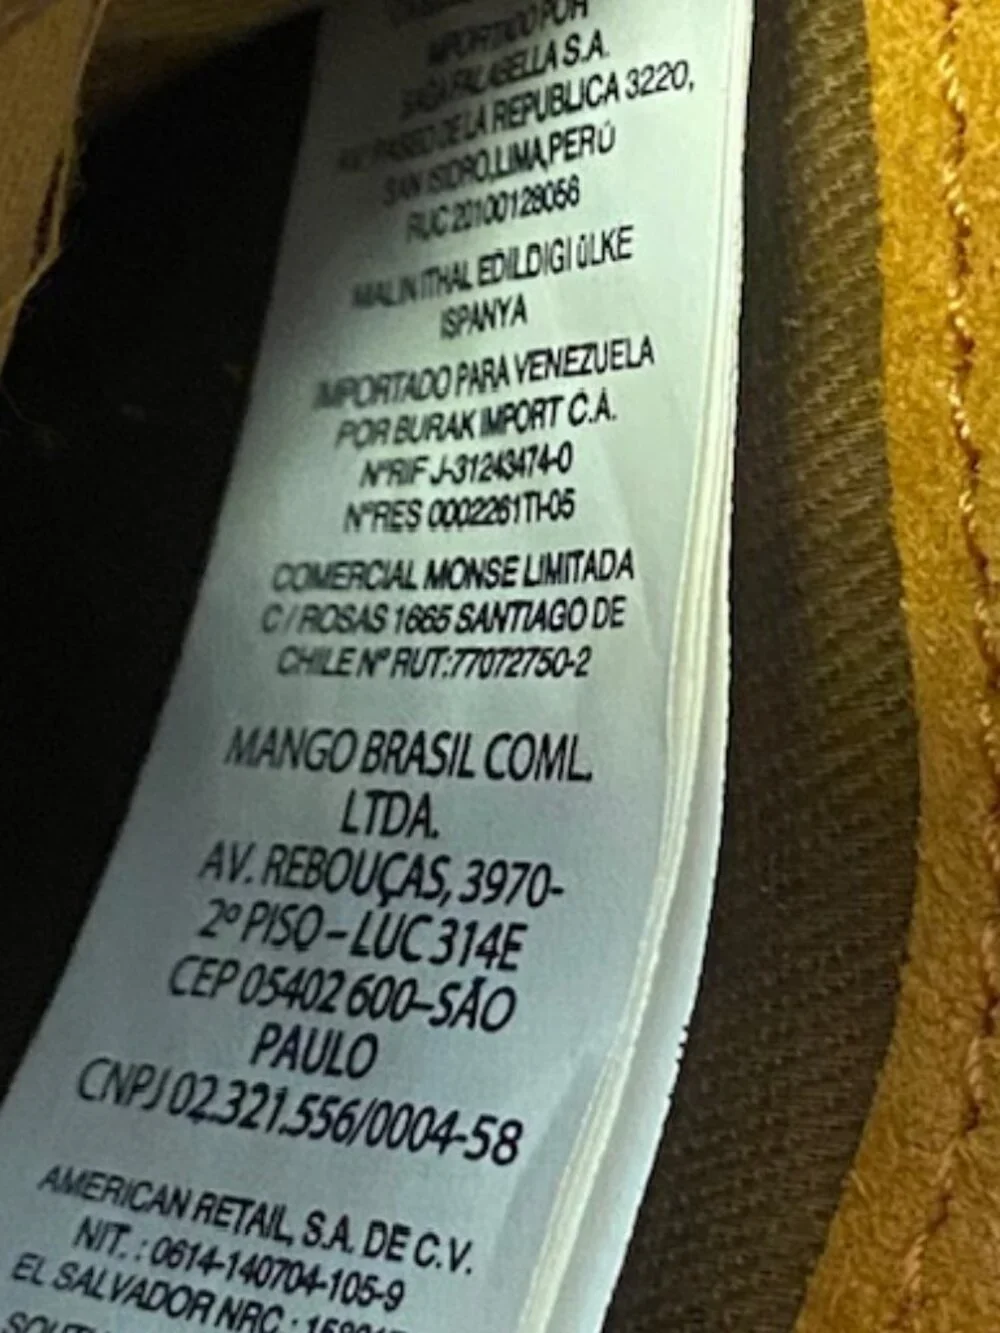 IMPORTADO POR
SAGA FALABELLA S.A.
AV. PASEO DE LA REPUBLICA 3220,
SAN ISIDRO, LIMA, PERÚ
RUC 20100128056
MALIN ITHAL EDILDIGI ÜLKE
ISPANYA
IMPORTADO PARA VENEZUELA
POR BURAK IMPORT C.A.
NºRIF J-31243474-0
NºRES 0002261TI-05
COMERCIAL MONSE LIMITADA
C / ROSAS 1665 SANTIAGO DE
CHILE Nº RUT:77072750-2
MANGO BRASIL COML.
LTDA.
AV. REBOUÇAS, 3970-
2º PISO – LUC 314E
CEP 05402 600–SÃO
PAULO
CNPJ 02.321.556/0004-58
AMERICAN RETAIL, S.A. DE C.V.
NIT. : 0614-140704-105-9
EL SALVADOR NRC :